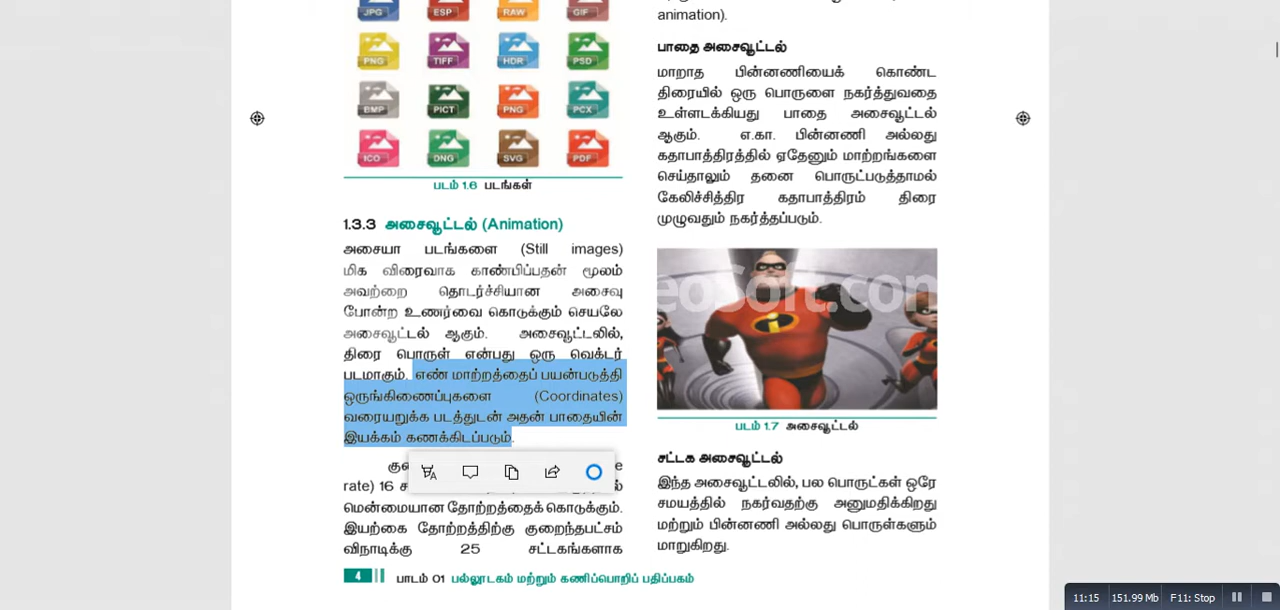 JPG
ESP
RAW
GIF
PNG
TIFF
HDR
PSD
BMP
PICT
PNG
PCX
ICO
DNG
SVG
PDF
படம் 1.6 படங்கள்
1.3.3 அசைவூட்டல் (Animation)
அசையா படங்களை (Still images)
மிக விரைவாக காண்பிப்பதன் மூலம்
அவற்றை தொடர்ச்சியான அசைவு
போன்ற உணர்வை கொடுக்கும் செயலே
அசைவூட்டல் ஆகும். அசைவூட்டலில்,
திரை பொருள் என்பது ஒரு வெக்டர்
படமாகும். எண் மாற்றத்தைப் பயன்படுத்தி
ஒருங்கிணைப்புகளை (Coordinates)
வரையறுக்க படத்துடன் அதன் பாதையின்
இயக்கம் கணக்கிடப்படும்.
rate) 16
மென்மையான தோற்றத்தைக் கொடுக்கும்.
இயற்கை தோற்றத்திற்கு குறைந்தபட்சம்
விநாடிக்கு 25 சட்டகங்களாக
animation).
பாதை அசைவூட்டல்
மாறாத பின்னணியைக் கொண்ட
திரையில் ஒரு பொருளை நகர்த்துவதை
உள்ளடக்கியது பாதை அசைவூட்டல்
ஆகும். எ.கா. பின்னணி அல்லது
கதாபாத்திரத்தில் ஏதேனும் மாற்றங்களை
செய்தாலும் தனை பொருட்படுத்தாமல்
கேலிச்சித்திர கதாபாத்திரம் திரை
முழுவதும் நகர்த்தப்படும்.
eoSoft.com
படம் 1.7 அசைவூட்டல்
சட்டக அசைவூட்டல்
இந்த அசைவூட்டலில், பல பொருட்கள் ஒரே
சமயத்தில் நகர்வதற்கு அனுமதிக்கிறது
மற்றும் பின்னணி அல்லது பொருள்களும்
மாறுகிறது.
4 பாடம் 01 பல்லூடகம் மற்றும் கணிப்பொறிப் பதிப்பகம்
11:15 151.99 Mb F11: Stop